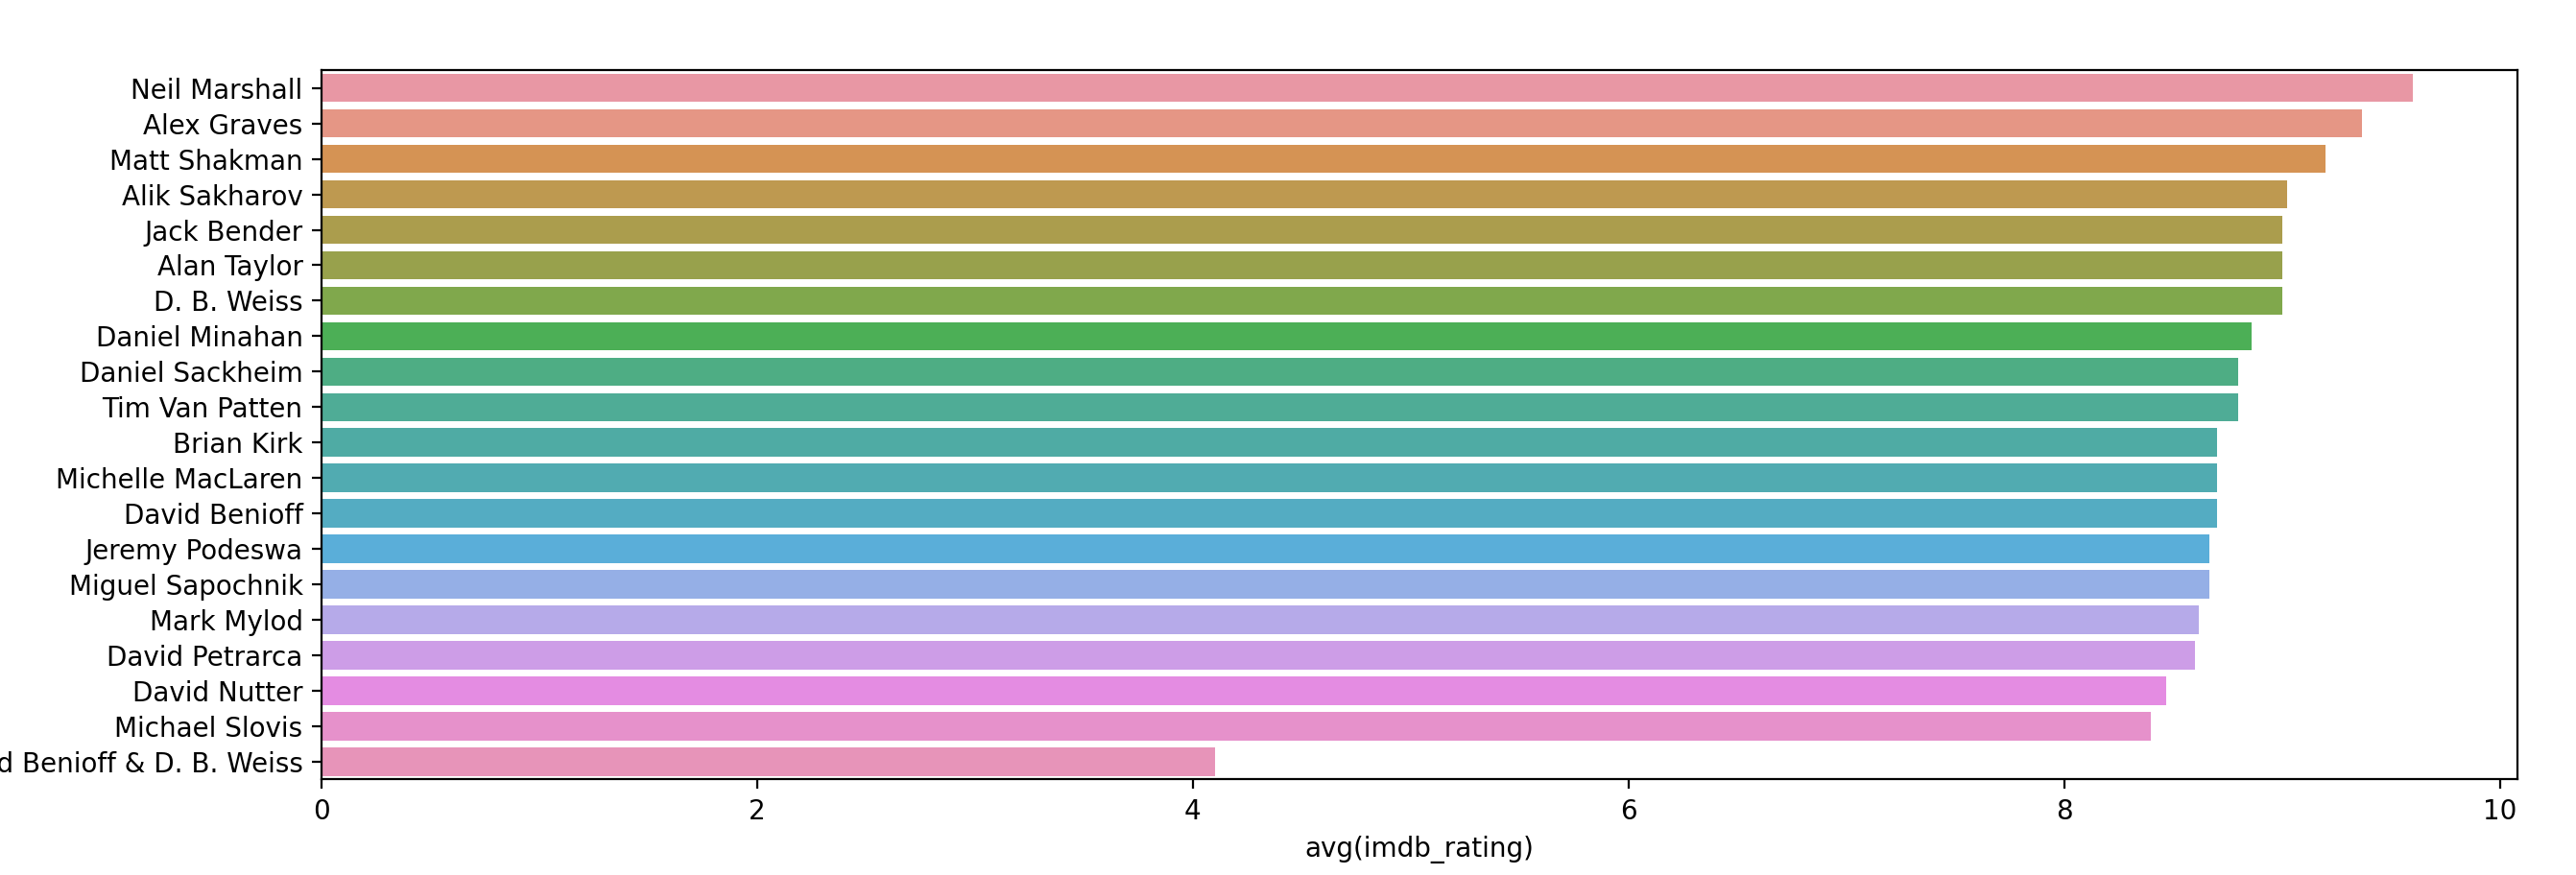 Neil Marshall
Alex Graves
Matt Shakman
Alik Sakharov
Jack Bender
Alan Taylor
D. B. Weiss
Daniel Minahan
Daniel Sackheim
Tim Van Patten
Brian Kirk
Michelle MacLaren
David Benioff
Jeremy Podeswa
Miguel Sapochnik
Mark Mylod
David Petrarca
David Nutter
Michael Slovis
d Benioff & D. B. Weiss
0 2 4 6 8 10
avg(imdb_rating)